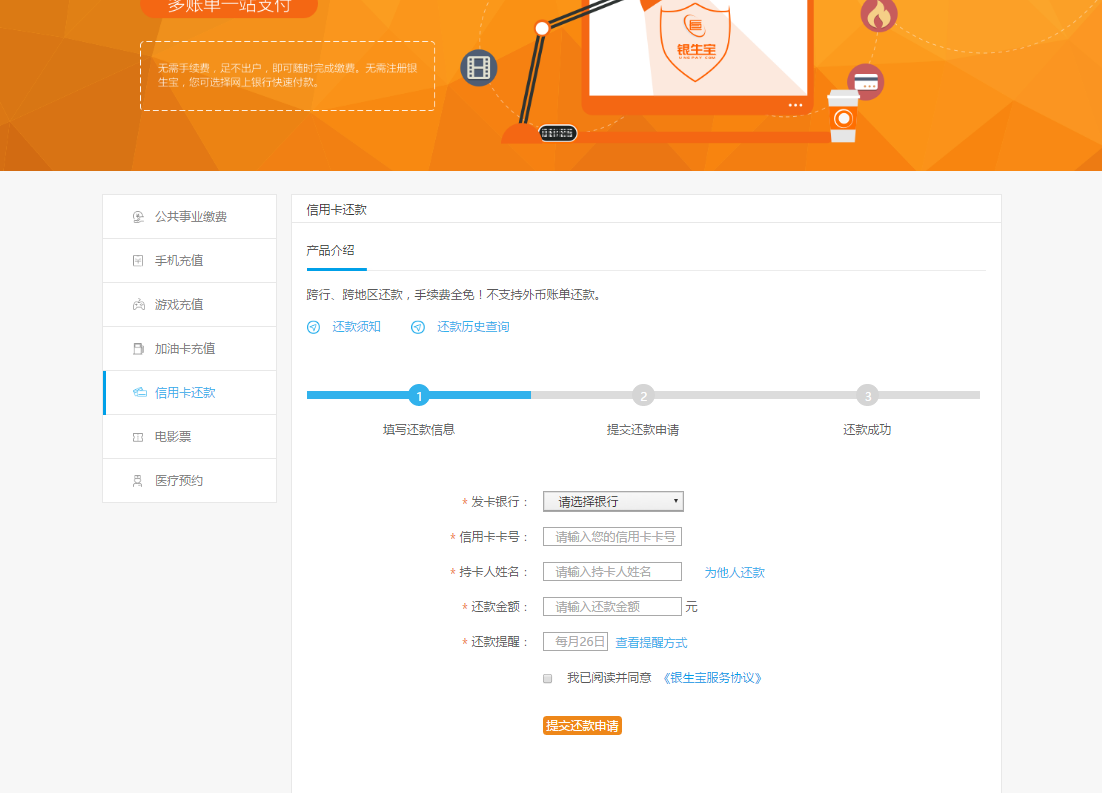 多账单一站支付
无需手续费，足不出户，即可随时完成缴费。无需注册银
生宝，您可选择网上银行快速付款。
银生宝
公共事业缴费
手机充值
游戏充值
加油卡充值
信用卡还款
电影票
医疗预约
信用卡还款
产品介绍
跨行、跨地区还款，手续费全免！不支持外币账单还款。
还款须知 还款历史查询
1 2 3
填写还款信息 提交还款申请 还款成功
* 发卡银行： 请选择银行
* 信用卡卡号： 请输入您的信用卡卡号
* 持卡人姓名： 请输入持卡人姓名 为他人还款
* 还款金额： 请输入还款金额 元
* 还款提醒： 每月26日 查看提醒方式
我已阅读并同意 《银生宝服务协议》
提交还款申请